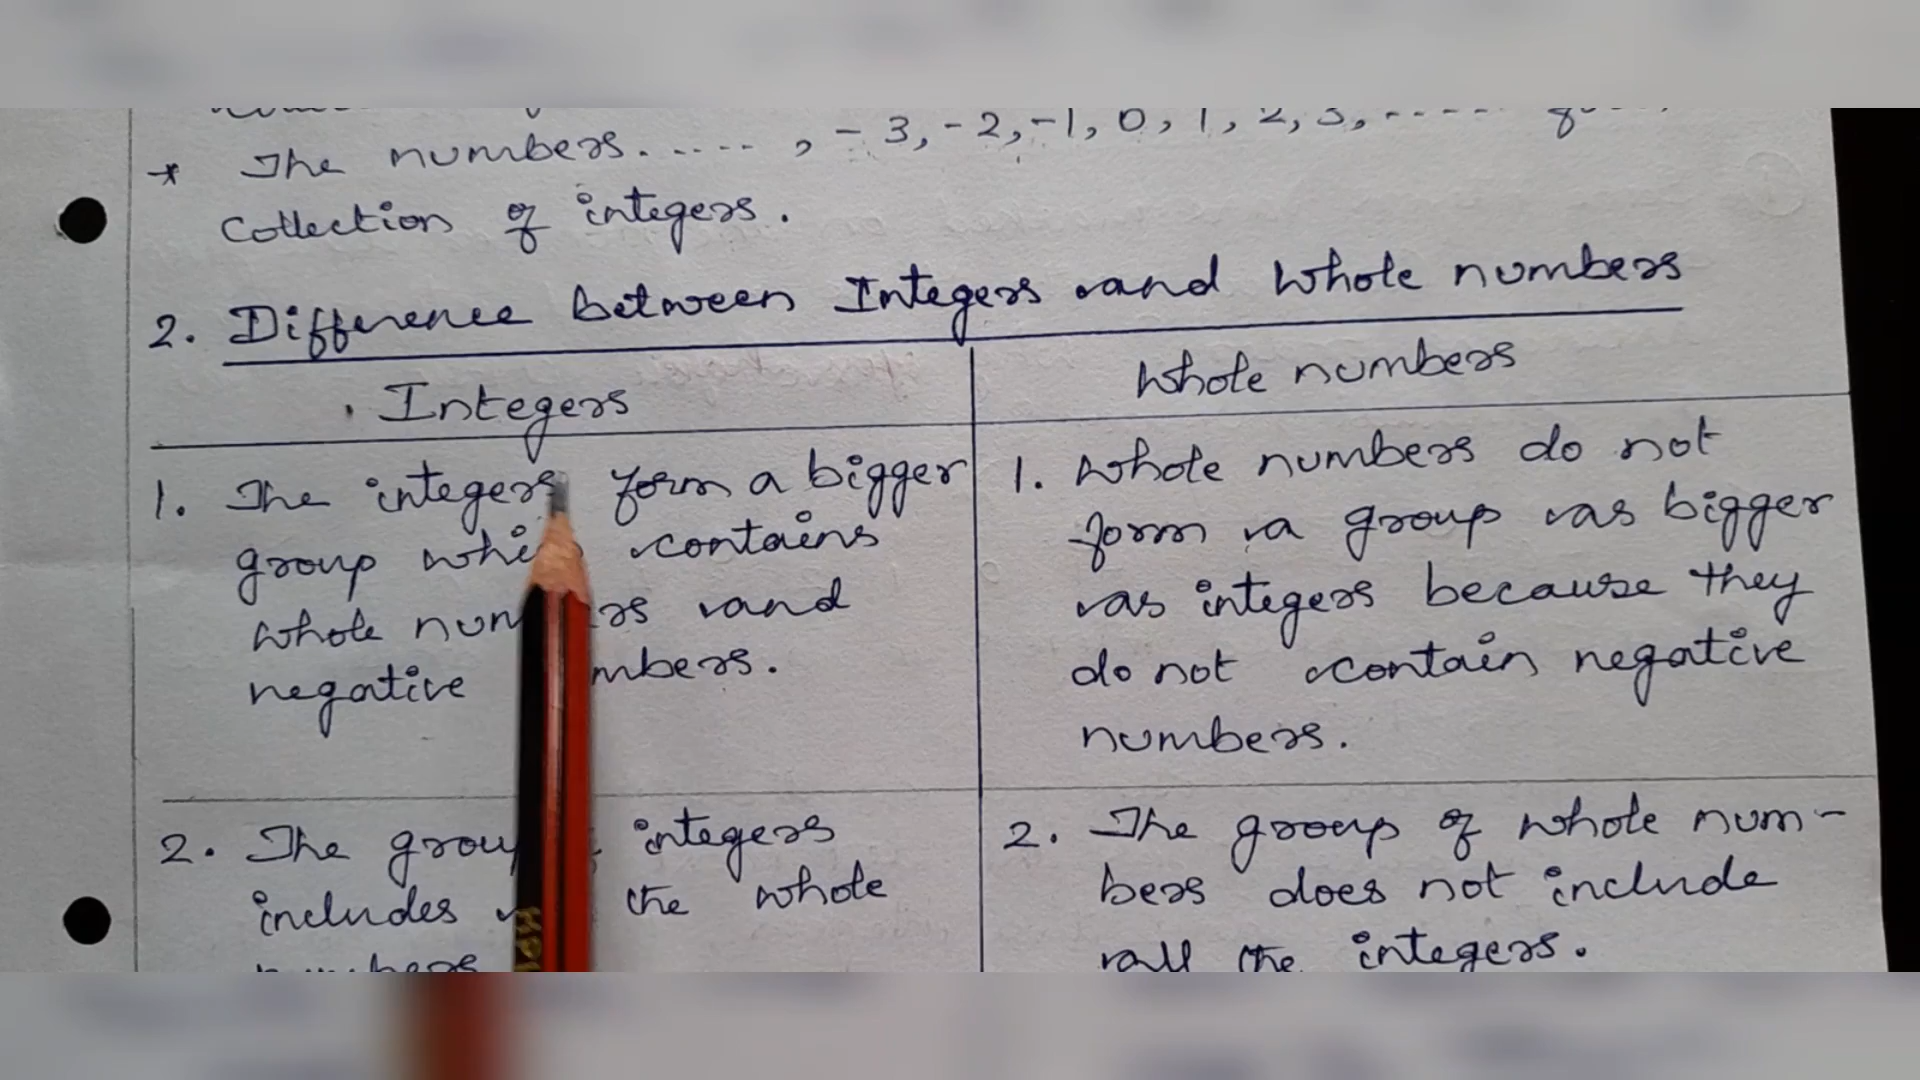 * The numbers. ....., -3, -2, -1, 0, 1, 2, 3, .....
Collection of integers.
2. Difference between Integers and Whole numbers
Integers
Whole numbers
1. The integers form a bigger
group contains
whole and
negative
1. Whole numbers do not
form a group as bigger
as integers because they
do not contain negative
numbers.
2. The integers
includes the whole
2. The group of whole num-
bers does not include
all the integers.